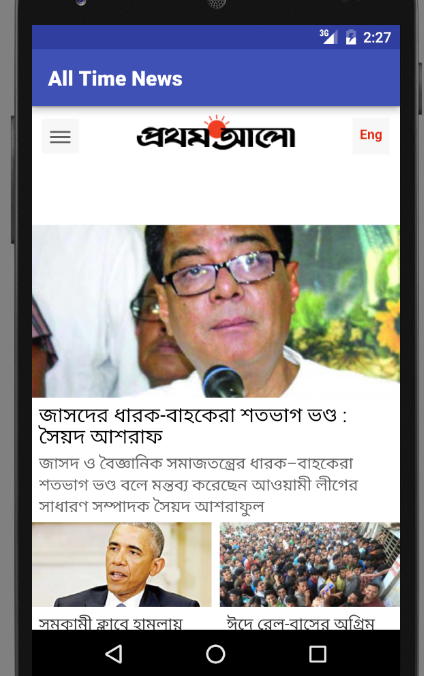 3G 2:27
All Time News
প্রথম আলো
Eng
জাসদের ধারক-বাহকেরা শতভাগ ভণ্ড :
সৈয়দ আশরাফ
জাসদ ও বৈজ্ঞানিক সমাজতন্ত্রের ধারক–বাহকেরা
শতভাগ ভণ্ড বলে মন্তব্য করেছেন আওয়ামী লীগের
সাধারণ সম্পাদক সৈয়দ আশরাফুল
সমকামী ক্লাবে হামলায়
ঈদে রেল-বাসের অগ্রিম